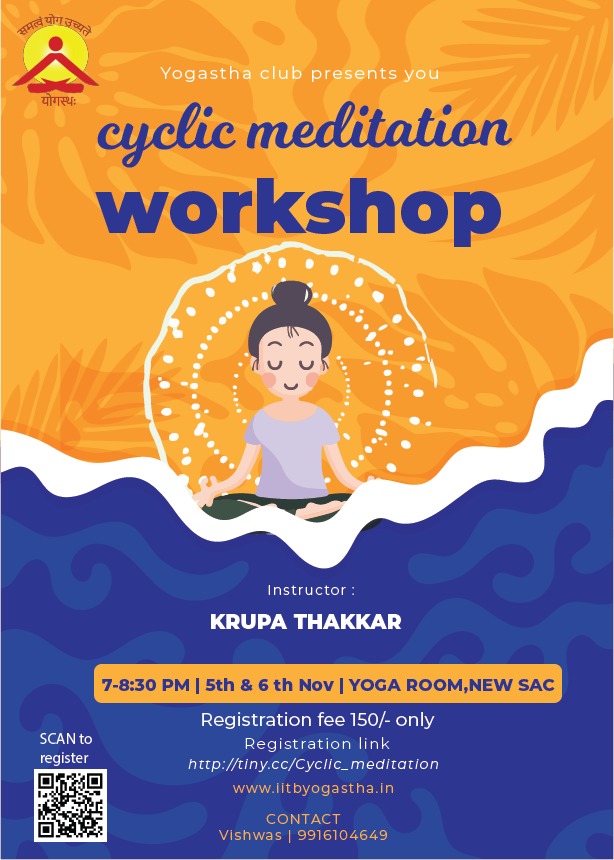 समत्वं योग उच्यते
योगस्थः
Yogastha club presents you
cyclic meditation
workshop
Instructor :
KRUPA THAKKAR
7-8:30 PM | 5th & 6 th Nov | YOGA ROOM,NEW SAC
Registration fee 150/- only
Registration link
http://tiny.cc/Cyclic_meditation
www.iitbyogastha.in
SCAN to
register
CONTACT
Vishwas | 9916104649